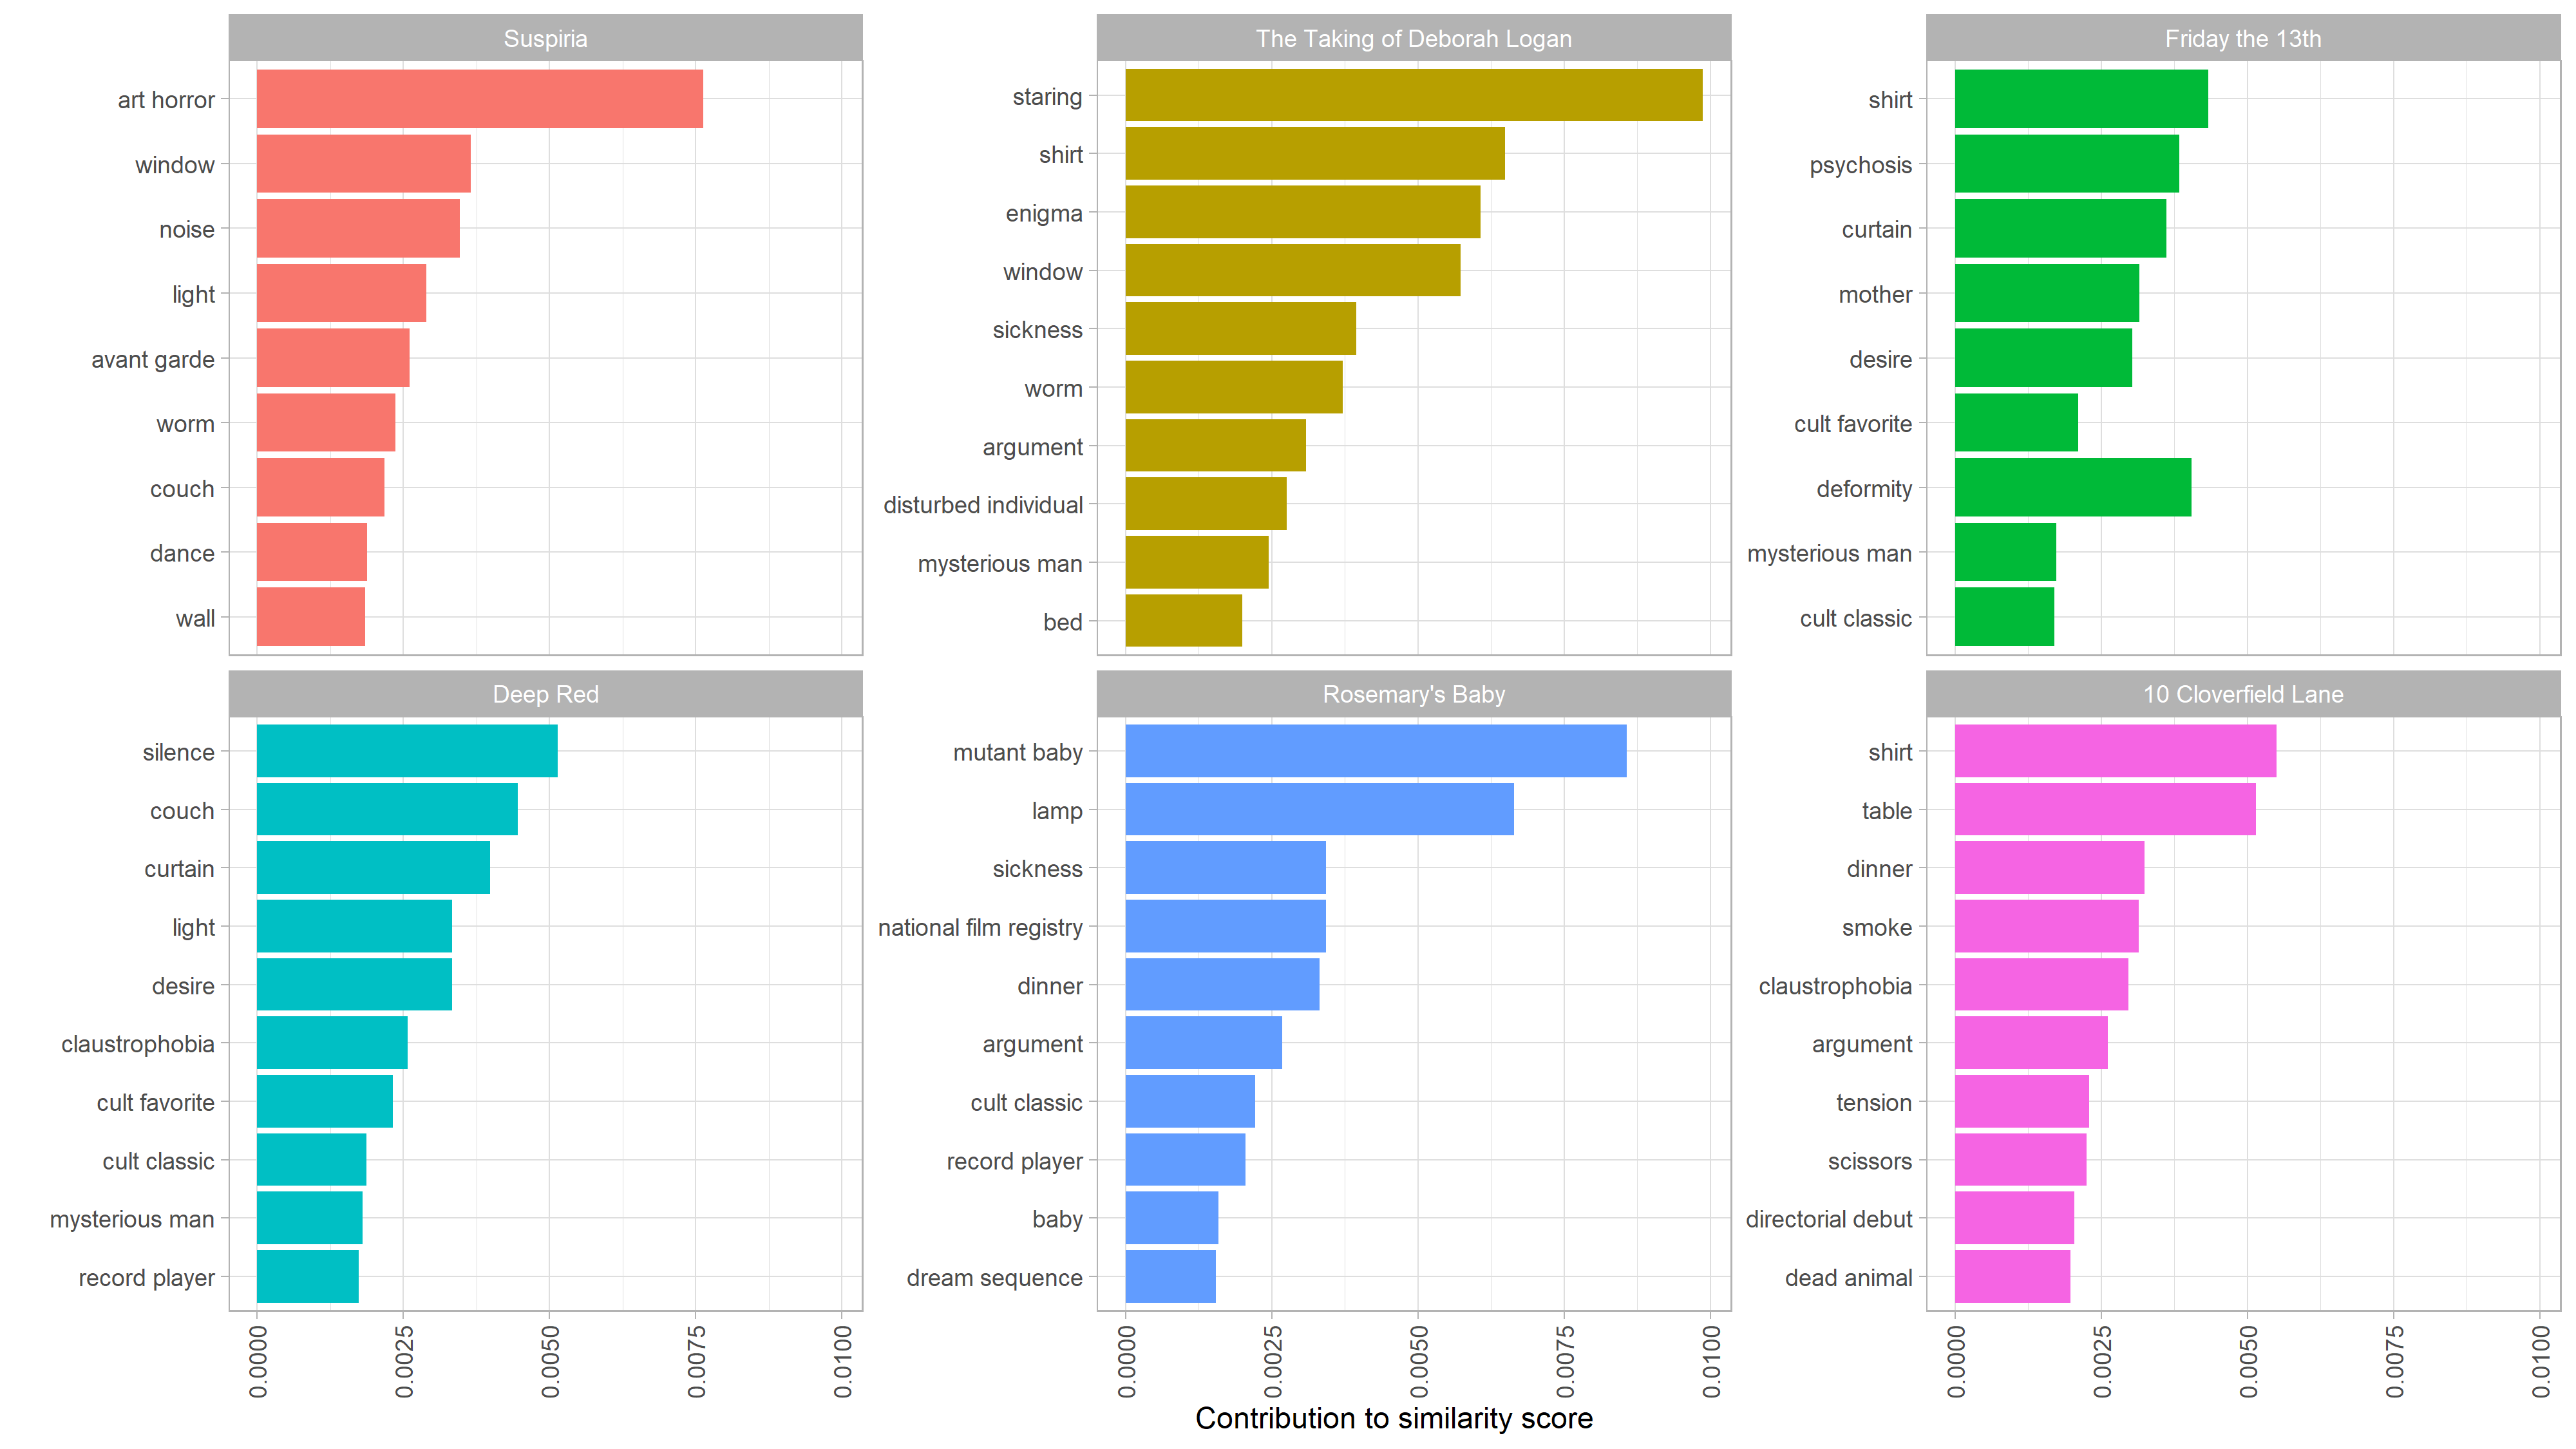 Suspiria
art horror
window
noise
light
avant garde
worm
couch
dance
wall
The Taking of Deborah Logan
staring
shirt
enigma
window
sickness
worm
argument
disturbed individual
mysterious man
bed
Friday the 13th
shirt
psychosis
curtain
mother
desire
cult favorite
deformity
mysterious man
cult classic
Deep Red
silence
couch
curtain
light
desire
claustrophobia
cult favorite
cult classic
mysterious man
record player
0.0000
0.0025
0.0050
0.0075
0.0100
Rosemary's Baby
mutant baby
lamp
sickness
national film registry
dinner
argument
cult classic
record player
baby
dream sequence
0.0000
0.0025
0.0050
0.0075
0.0100
10 Cloverfield Lane
shirt
table
dinner
smoke
claustrophobia
argument
tension
scissors
directorial debut
dead animal
0.0000
0.0025
0.0050
0.0075
0.0100
Contribution to similarity score